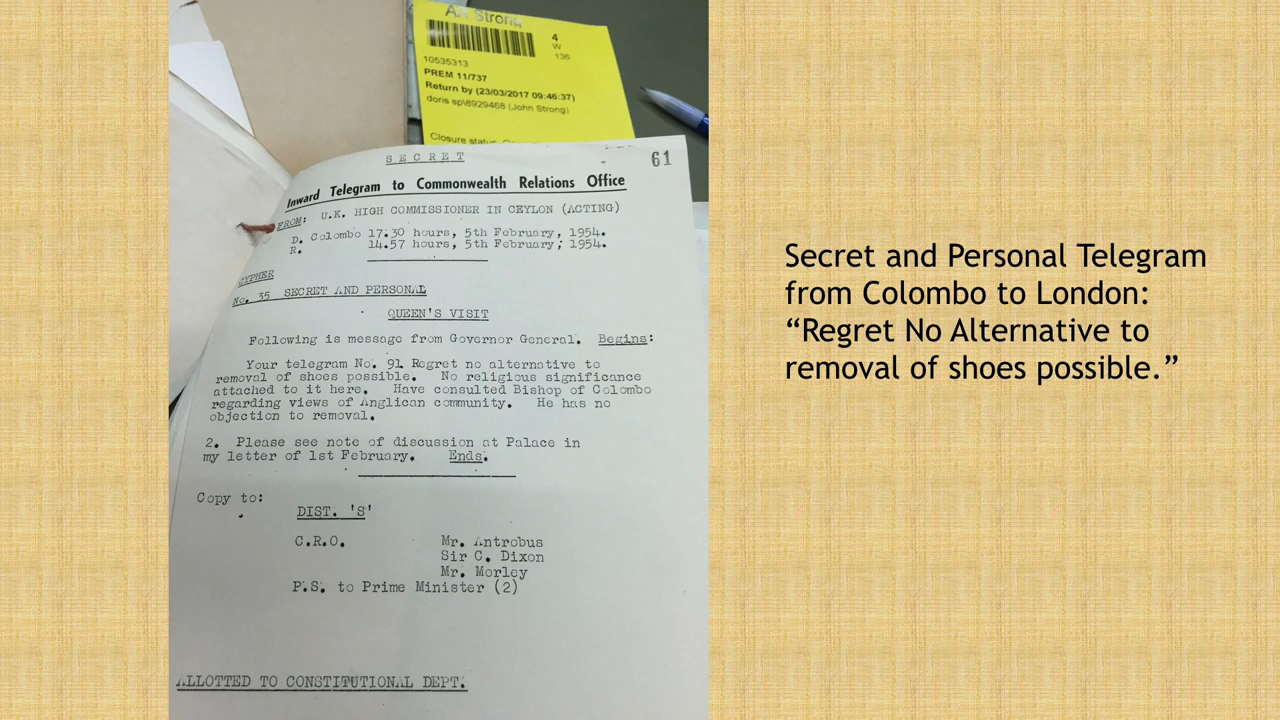 AR Strong
4
W
136
10535313
PREM 11/737
Return by (23/03/2017 09:46:37)
doris sp\8929468 (John Strong)
Closure status:
SECRET
61
Inward Telegram to Commonwealth Relations Office
FROM: U.K. HIGH COMMISSIONER IN CEYLON (ACTING)
D. Colombo 17.30 hours, 5th February, 1954.
R. 14.57 hours, 5th February, 1954.
CYPHER
No. 35 SECRET AND PERSONAL
QUEEN'S VISIT
Following is message from Governor General. Begins:
Your telegram No. 91. Regret no alternative to
removal of shoes possible. No religious significance
attached to it here. Have consulted Bishop of Colombo
regarding views of Anglican community. He has no
objection to removal.
2. Please see note of discussion at Palace in
my letter of 1st February. Ends.
Copy to:
DIST. 'S'
C.R.O. Mr. Antrobus
Sir C. Dixon
Mr. Morley
P.S. to Prime Minister (2)
ALLOTTED TO CONSTITUTIONAL DEPT.
Secret and Personal Telegram
from Colombo to London:
“Regret No Alternative to
removal of shoes possible.”